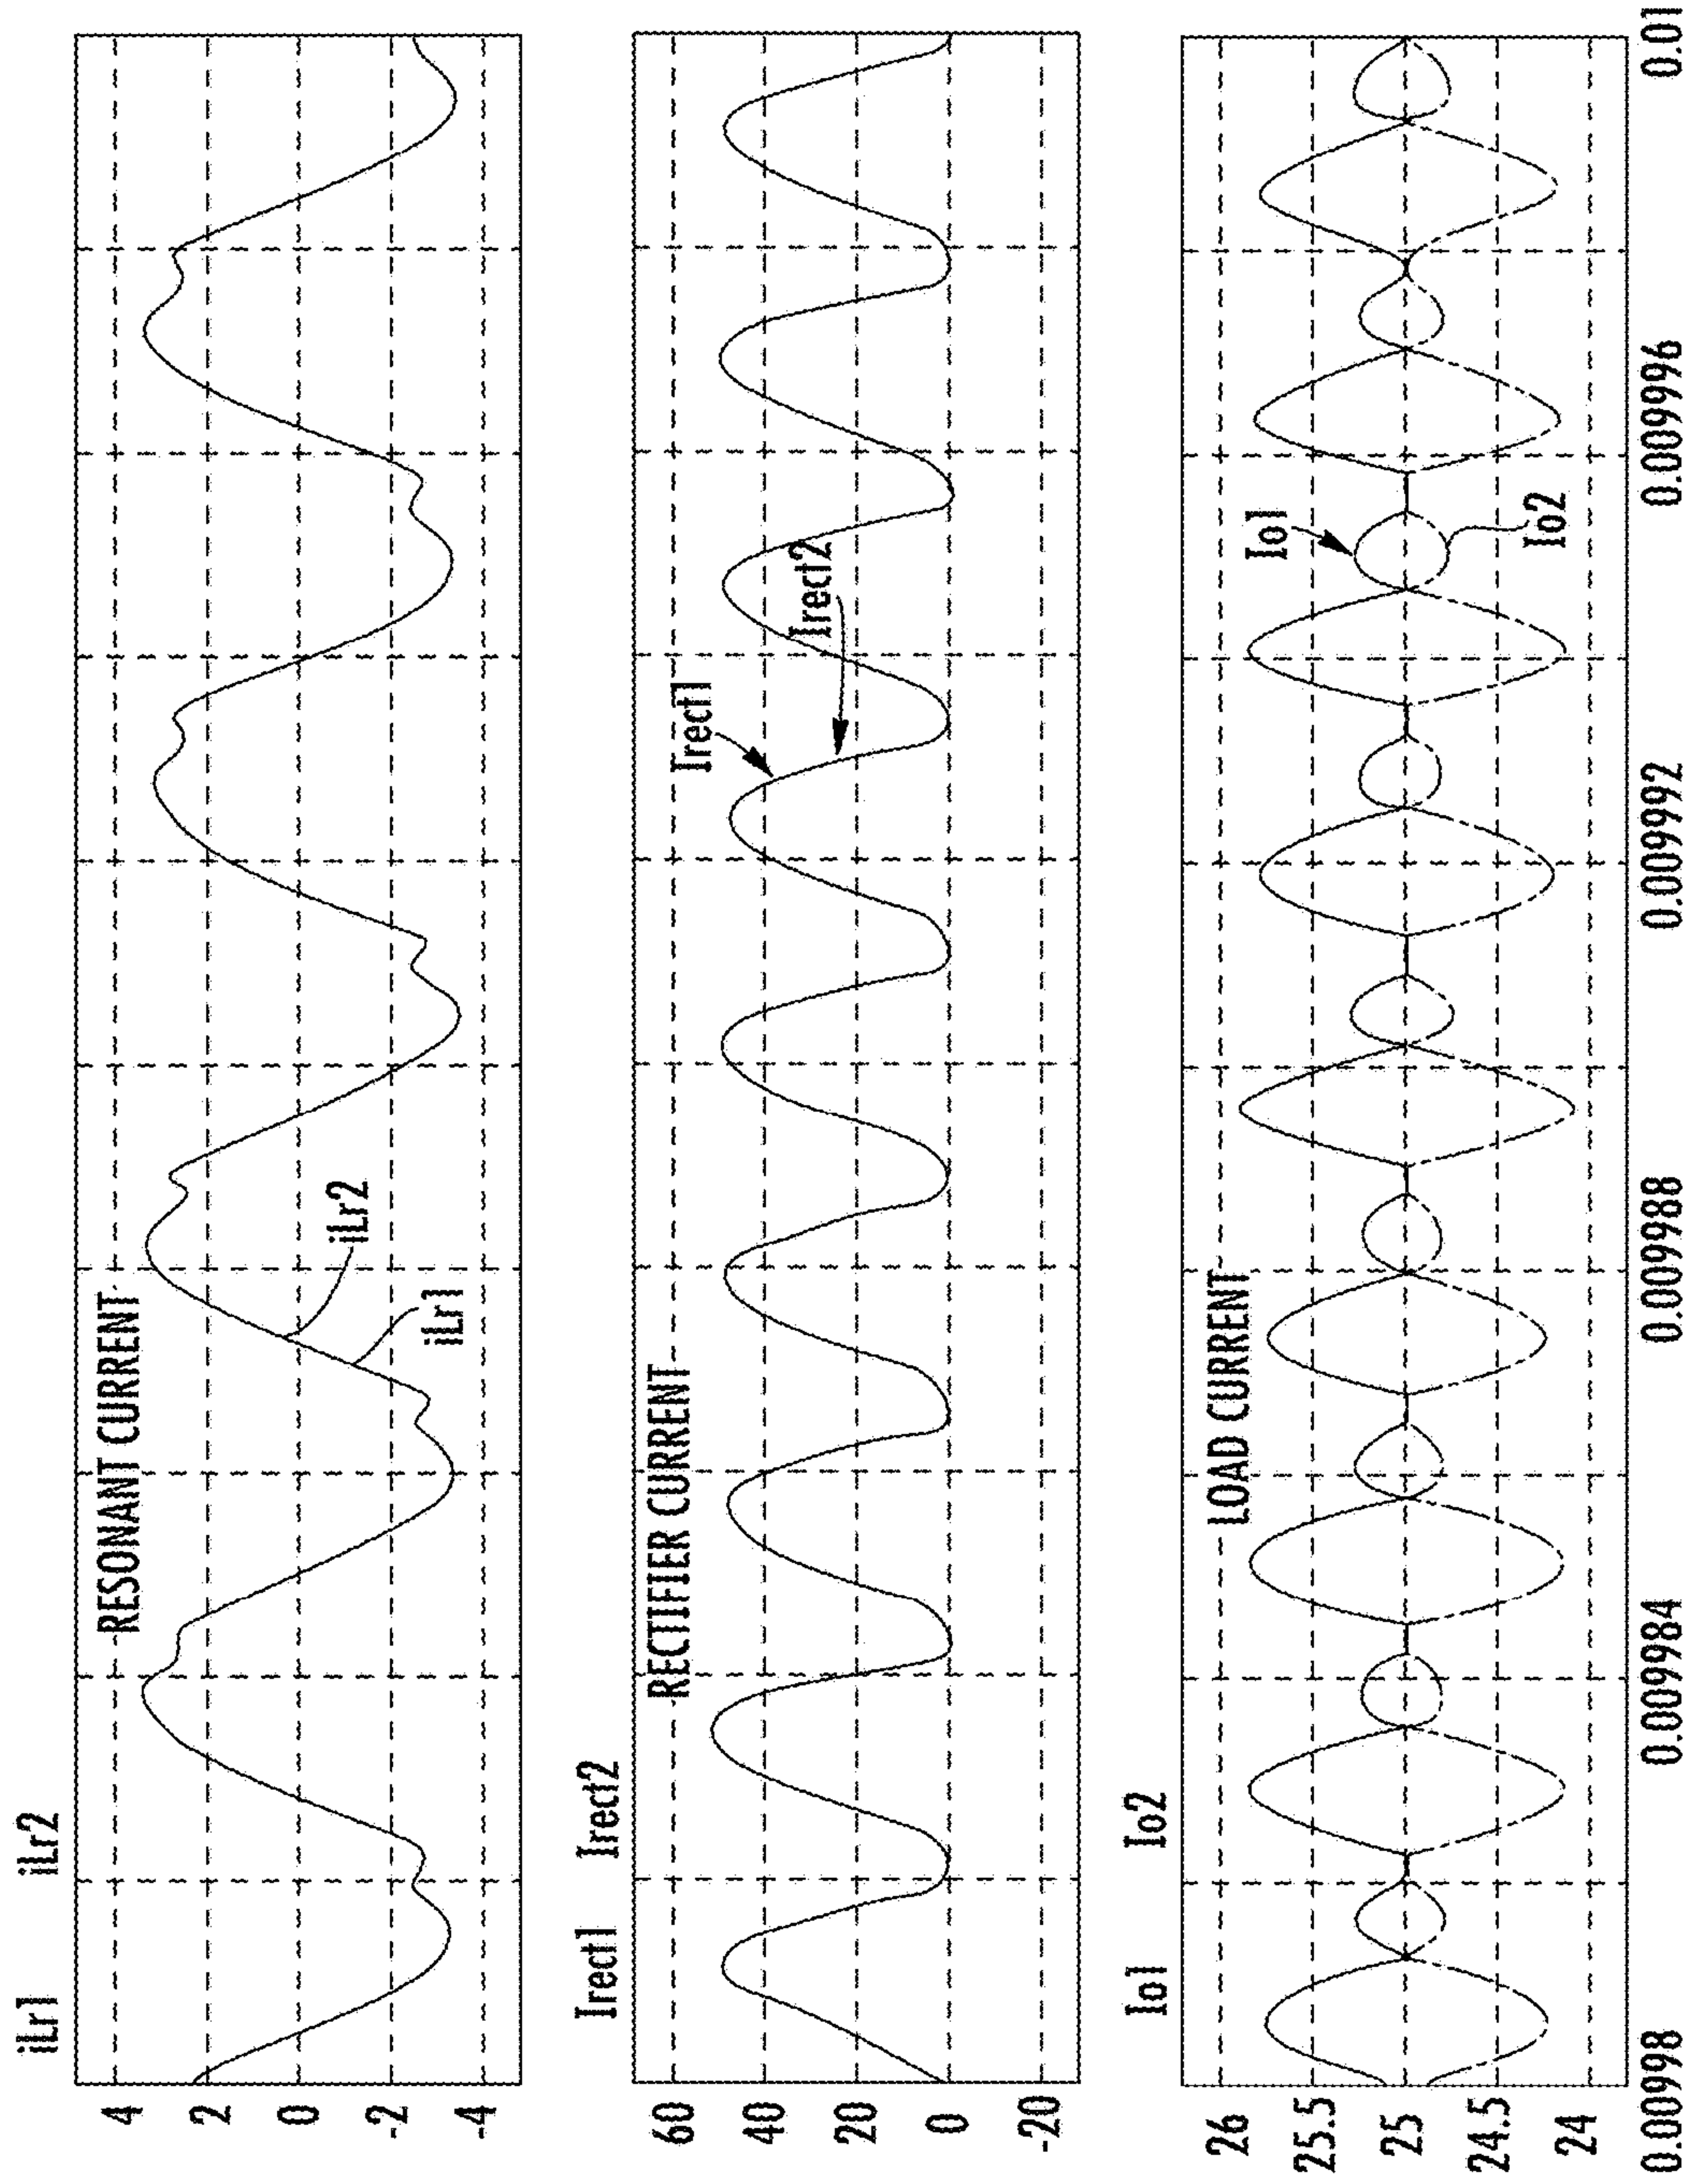 iLr1 iLr2
RESONANT CURRENT
4
2
0
-2
-4
iLr2
iLr1
Irect1 Irect2
RECTIFIER CURRENT
60
40
20
0
-20
Irect1
Irect2
Io1 Io2
LOAD CURRENT
26
25.5
25
24.5
24
Io1
Io2
0.00998 0.009984 0.009988 0.009992 0.009996 0.01